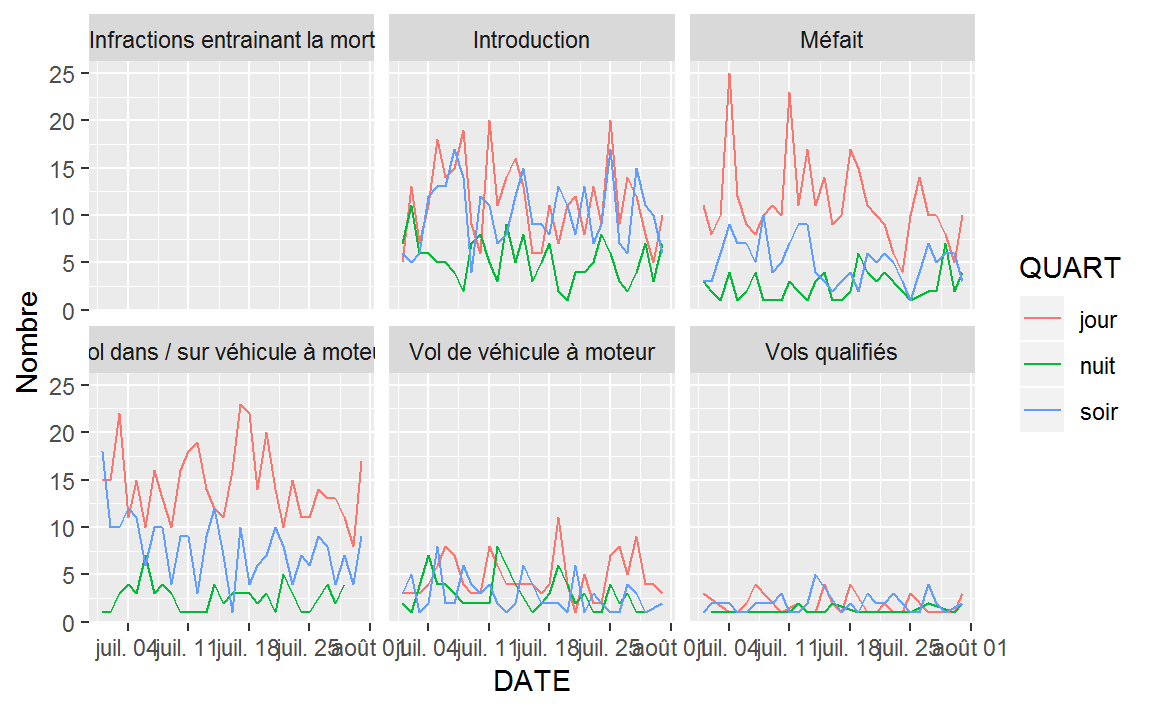 Infractions entrainant la mort Introduction Méfait
25
20
15
10
5
0
Nombre
ol dans / sur véhicule à moteu Vol de véhicule à moteur Vols qualifiés
25
20
15
10
5
0
juil. 04 juil. 11 juil. 18 juil. 25 août 0 juil. 04 juil. 11 juil. 18 juil. 25 août 0 juil. 04 juil. 11 juil. 18 juil. 25 août 01
DATE
QUART
jour
nuit
soir